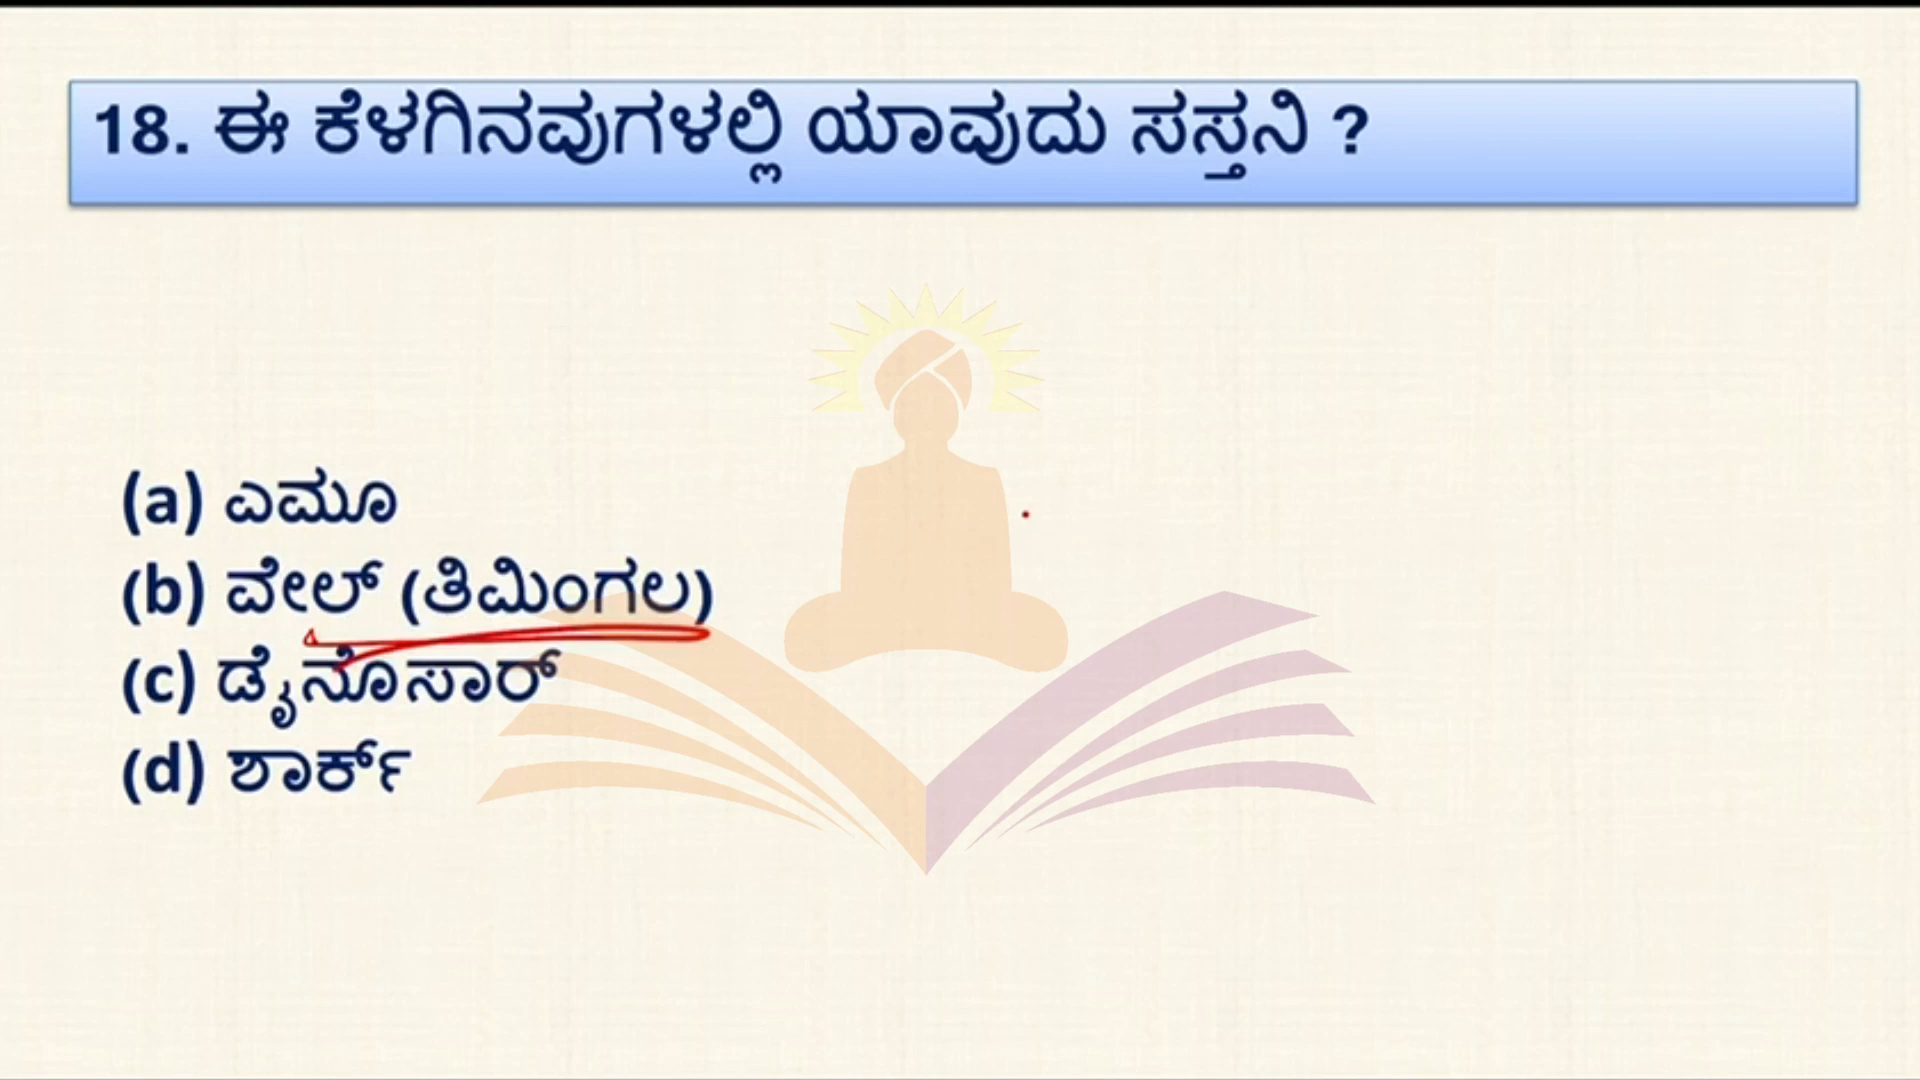 18. ಈ ಕೆಳಗಿನವುಗಳಲ್ಲಿ ಯಾವುದು ಸಸ್ತನಿ ?
(a) ಎಮೂ
(b) ವೇಲ್ (ತಿಮಿಂಗಲ)
(c) ಡೈನೊಸಾರ್
(d) ಶಾರ್ಕ್